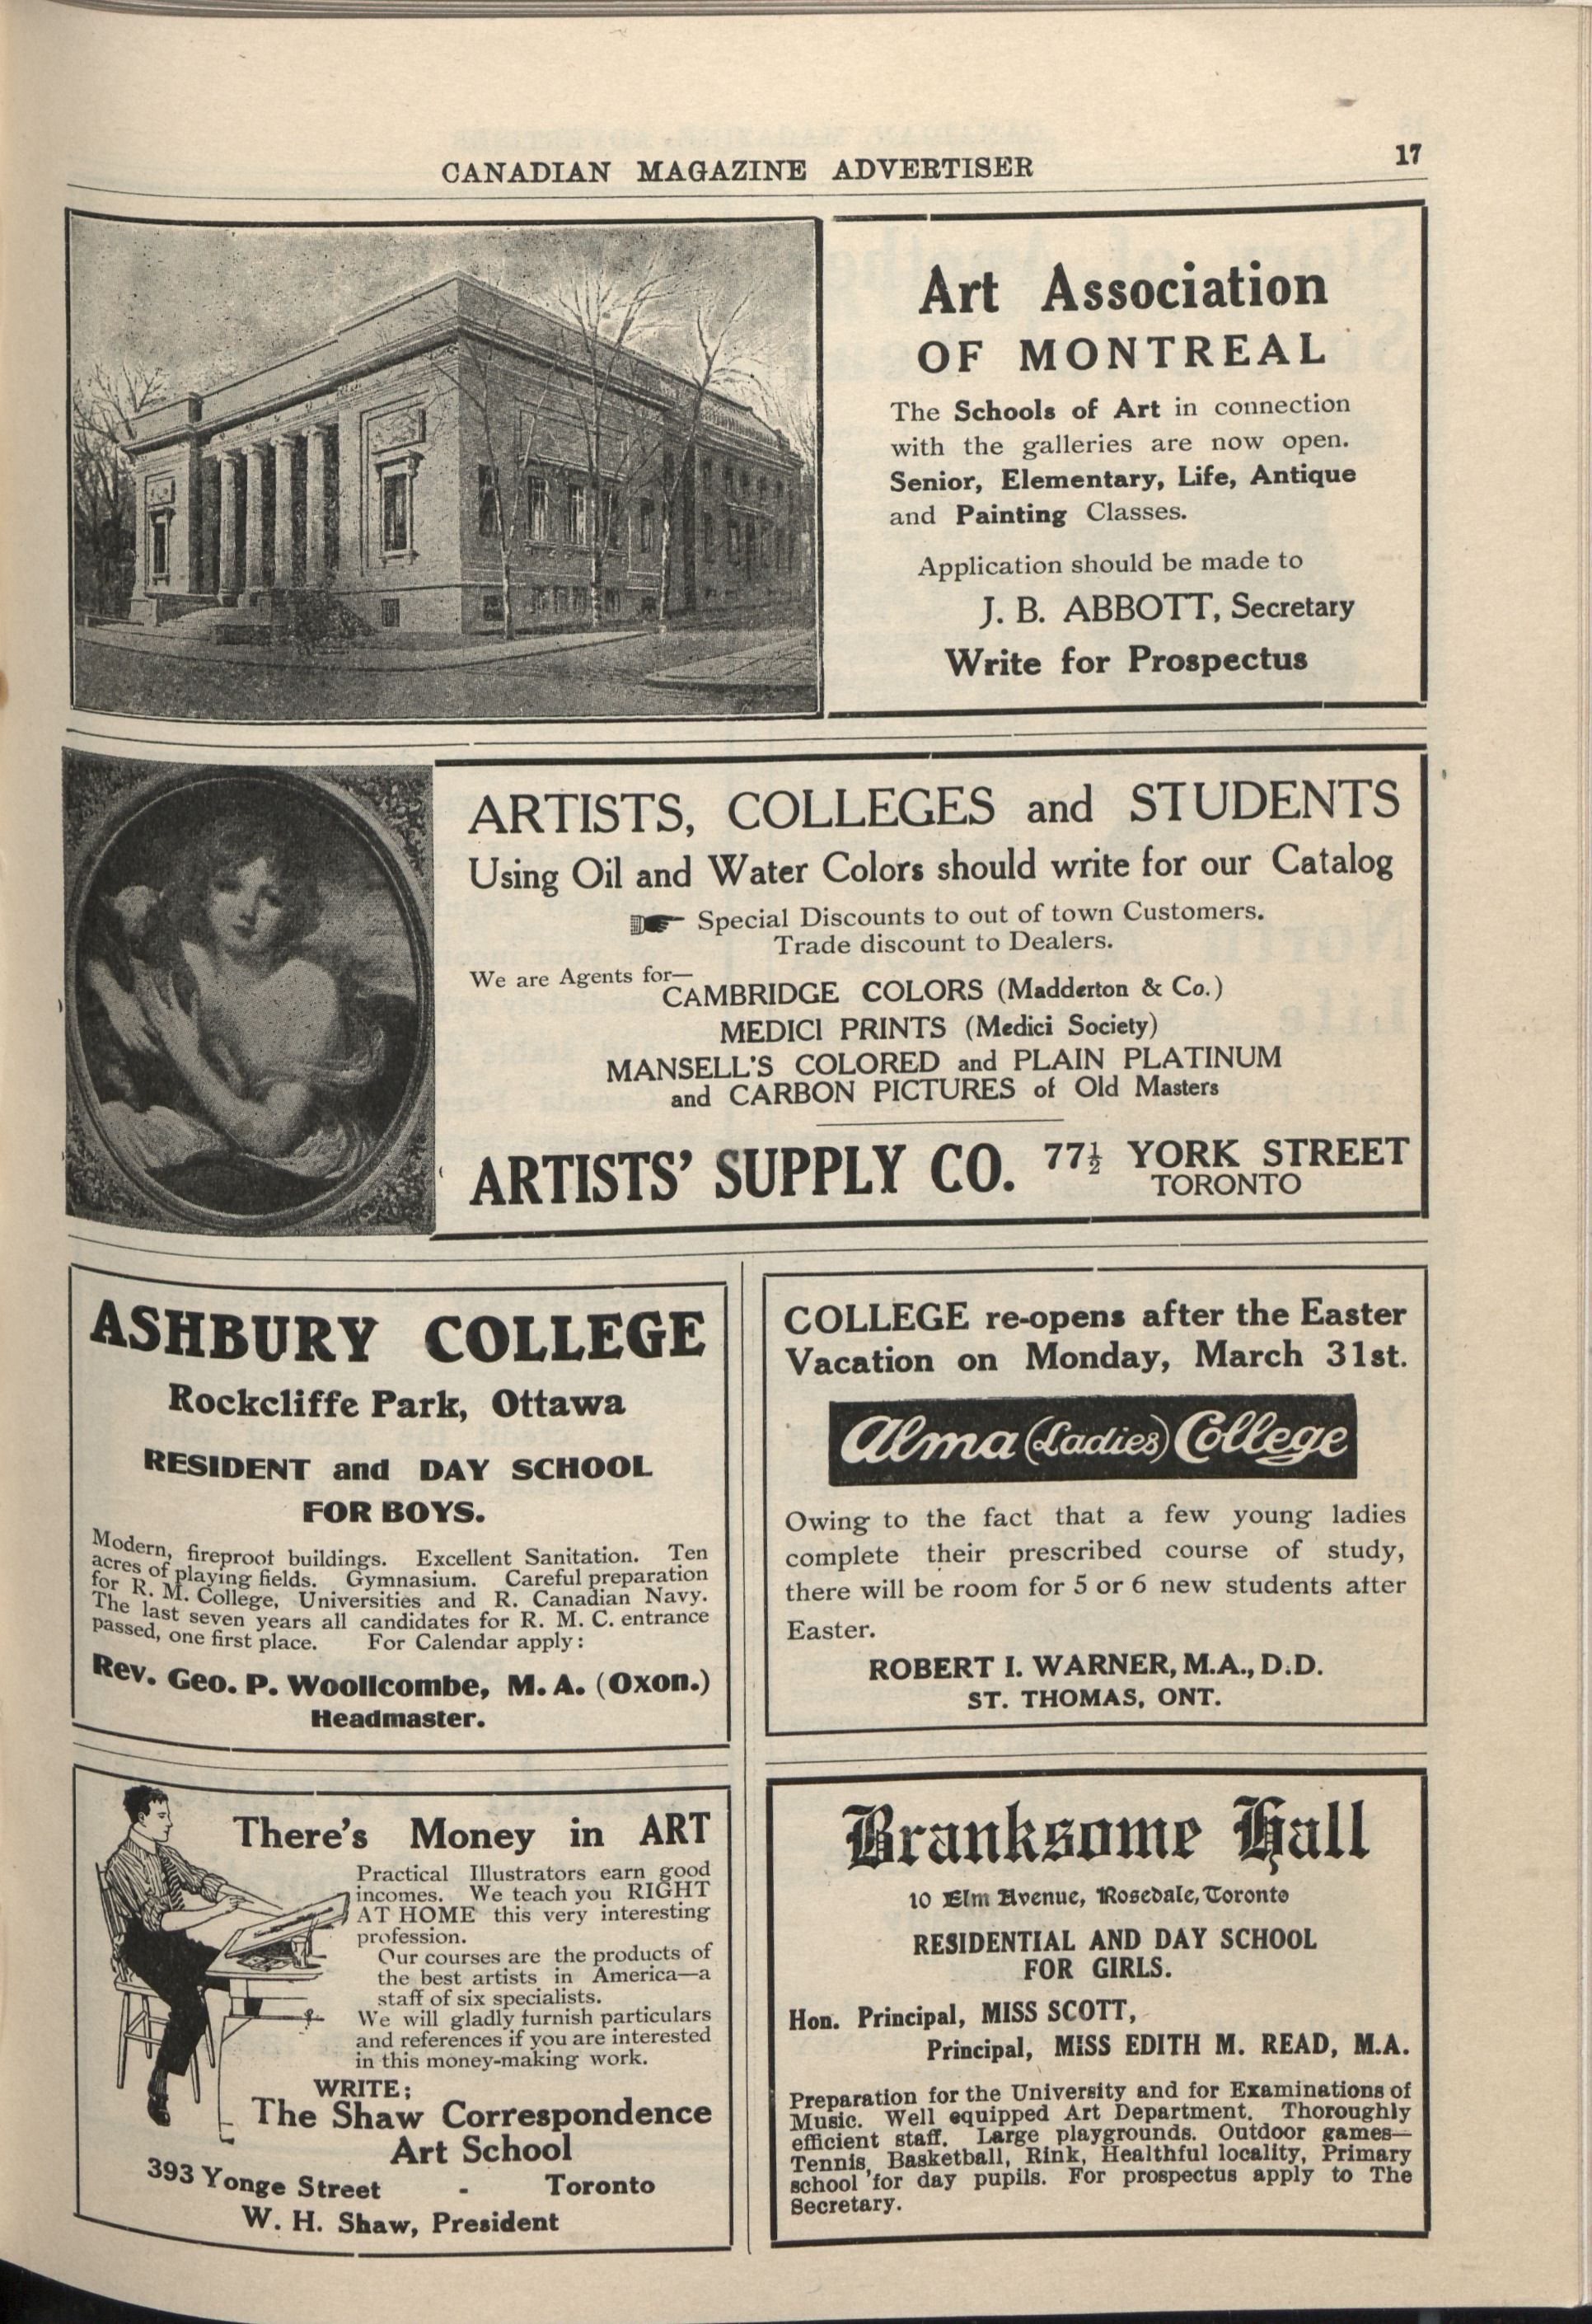 CANADIAN MAGAZINE ADVERTISER
17
Art Association
OF MONTREAL
The Schools of Art in connection
with the galleries are now open.
Senior, Elementary, Life, Antique
and Painting Classes.
Application should be made to
J. B. ABBOTT, Secretary
Write for Prospectus
ARTISTS, COLLEGES and STUDENTS
Using Oil and Water Colors should write for our Catalog
☛ Special Discounts to out of town Customers.
Trade discount to Dealers.
We are Agents for—
CAMBRIDGE COLORS (Madderton & Co.)
MEDICI PRINTS (Medici Society)
MANSELL'S COLORED and PLAIN PLATINUM
and CARBON PICTURES of Old Masters
ARTISTS' SUPPLY CO. 77½ YORK STREET
TORONTO
ASHBURY COLLEGE
Rockcliffe Park, Ottawa
RESIDENT and DAY SCHOOL
FOR BOYS.
Modern, fireproof buildings. Excellent Sanitation. Ten
acres of playing fields. Gymnasium. Careful preparation
for R. M. College, Universities and R. Canadian Navy.
The last seven years all candidates for R. M. C. entrance
passed, one first place. For Calendar apply:
Rev. Geo. P. Woollcombe, M. A. (Oxon.)
Headmaster.
COLLEGE re-opens after the Easter
Vacation on Monday, March 31st.
Alma (Ladies) College
Owing to the fact that a few young ladies
complete their prescribed course of study,
there will be room for 5 or 6 new students after
Easter.
ROBERT I. WARNER, M.A., D.D.
ST. THOMAS, ONT.
There's Money in ART
Practical Illustrators earn good
incomes. We teach you RIGHT
AT HOME this very interesting
profession.
Our courses are the products of
the best artists in America—a
staff of six specialists.
We will gladly furnish particulars
and references if you are interested
in this money-making work.
WRITE;
The Shaw Correspondence
Art School
393 Yonge Street - Toronto
W. H. Shaw, President
Branksome Hall
10 Elm Avenue, Rosedale, Toronto
RESIDENTIAL AND DAY SCHOOL
FOR GIRLS.
Hon. Principal, MISS SCOTT,
Principal, MISS EDITH M. READ, M.A.
Preparation for the University and for Examinations of
Music. Well equipped Art Department. Thoroughly
efficient staff. Large playgrounds. Outdoor games—
Tennis, Basketball, Rink, Healthful locality, Primary
school for day pupils. For prospectus apply to The
Secretary.